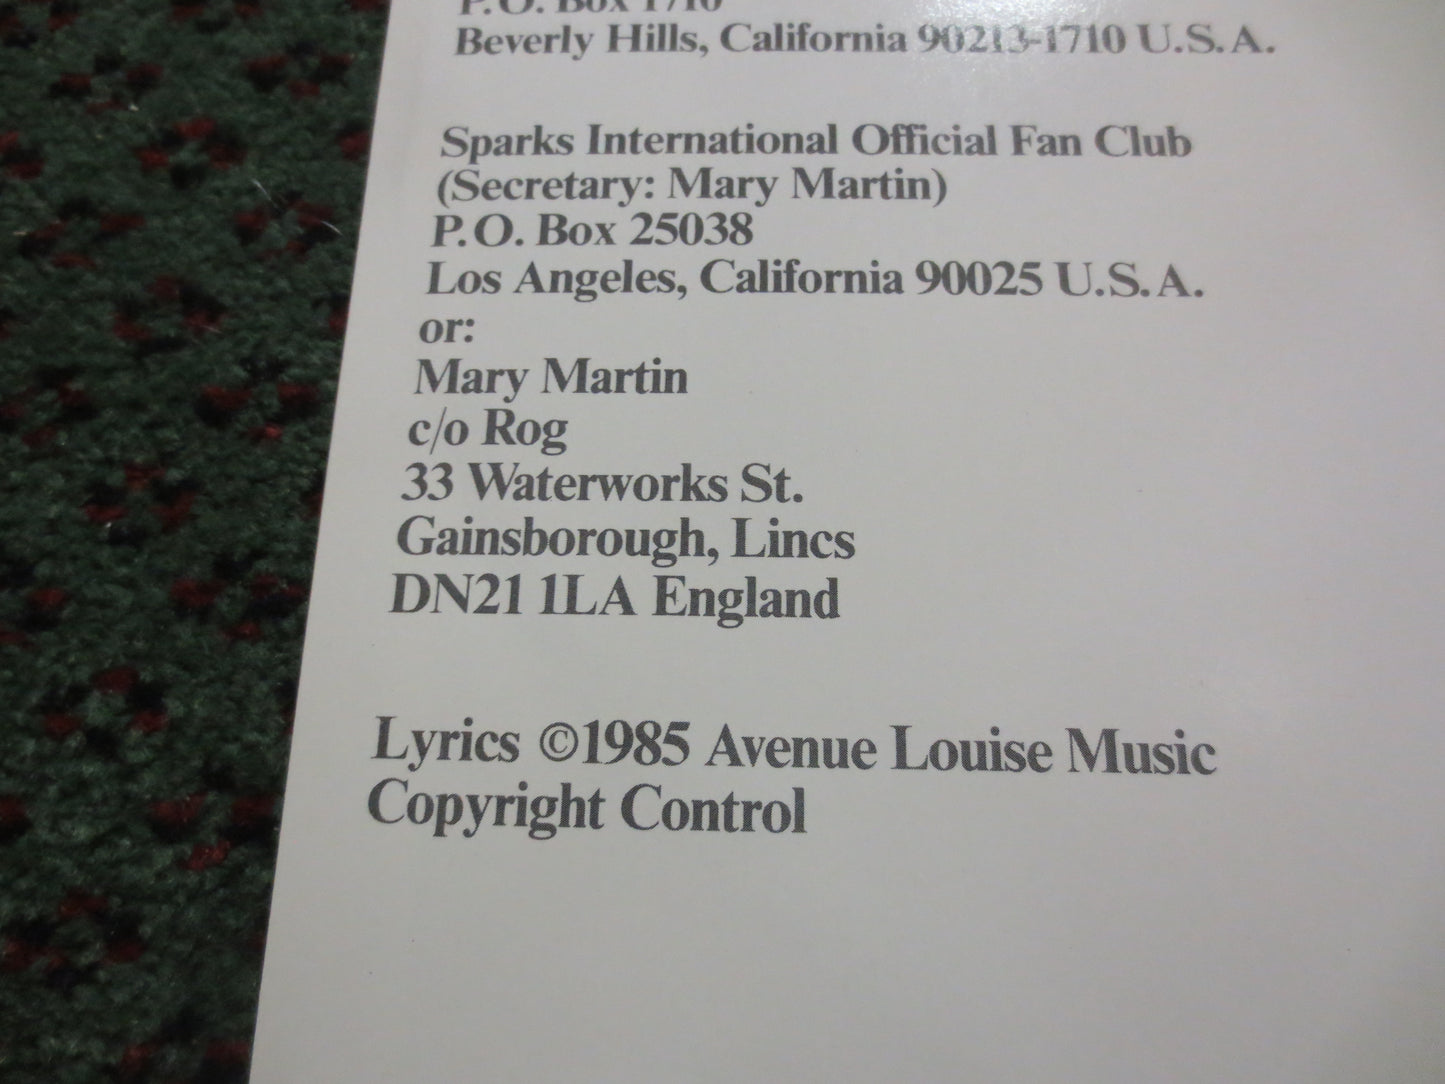 P.O. Box 1710
Beverly Hills, California 90213-1710 U.S.A.
Sparks International Official Fan Club
(Secretary: Mary Martin)
P.O. Box 25038
Los Angeles, California 90025 U.S.A.
or:
Mary Martin
c/o Rog
33 Waterworks St.
Gainsborough, Lincs
DN21 1LA England
Lyrics ©1985 Avenue Louise Music
Copyright Control